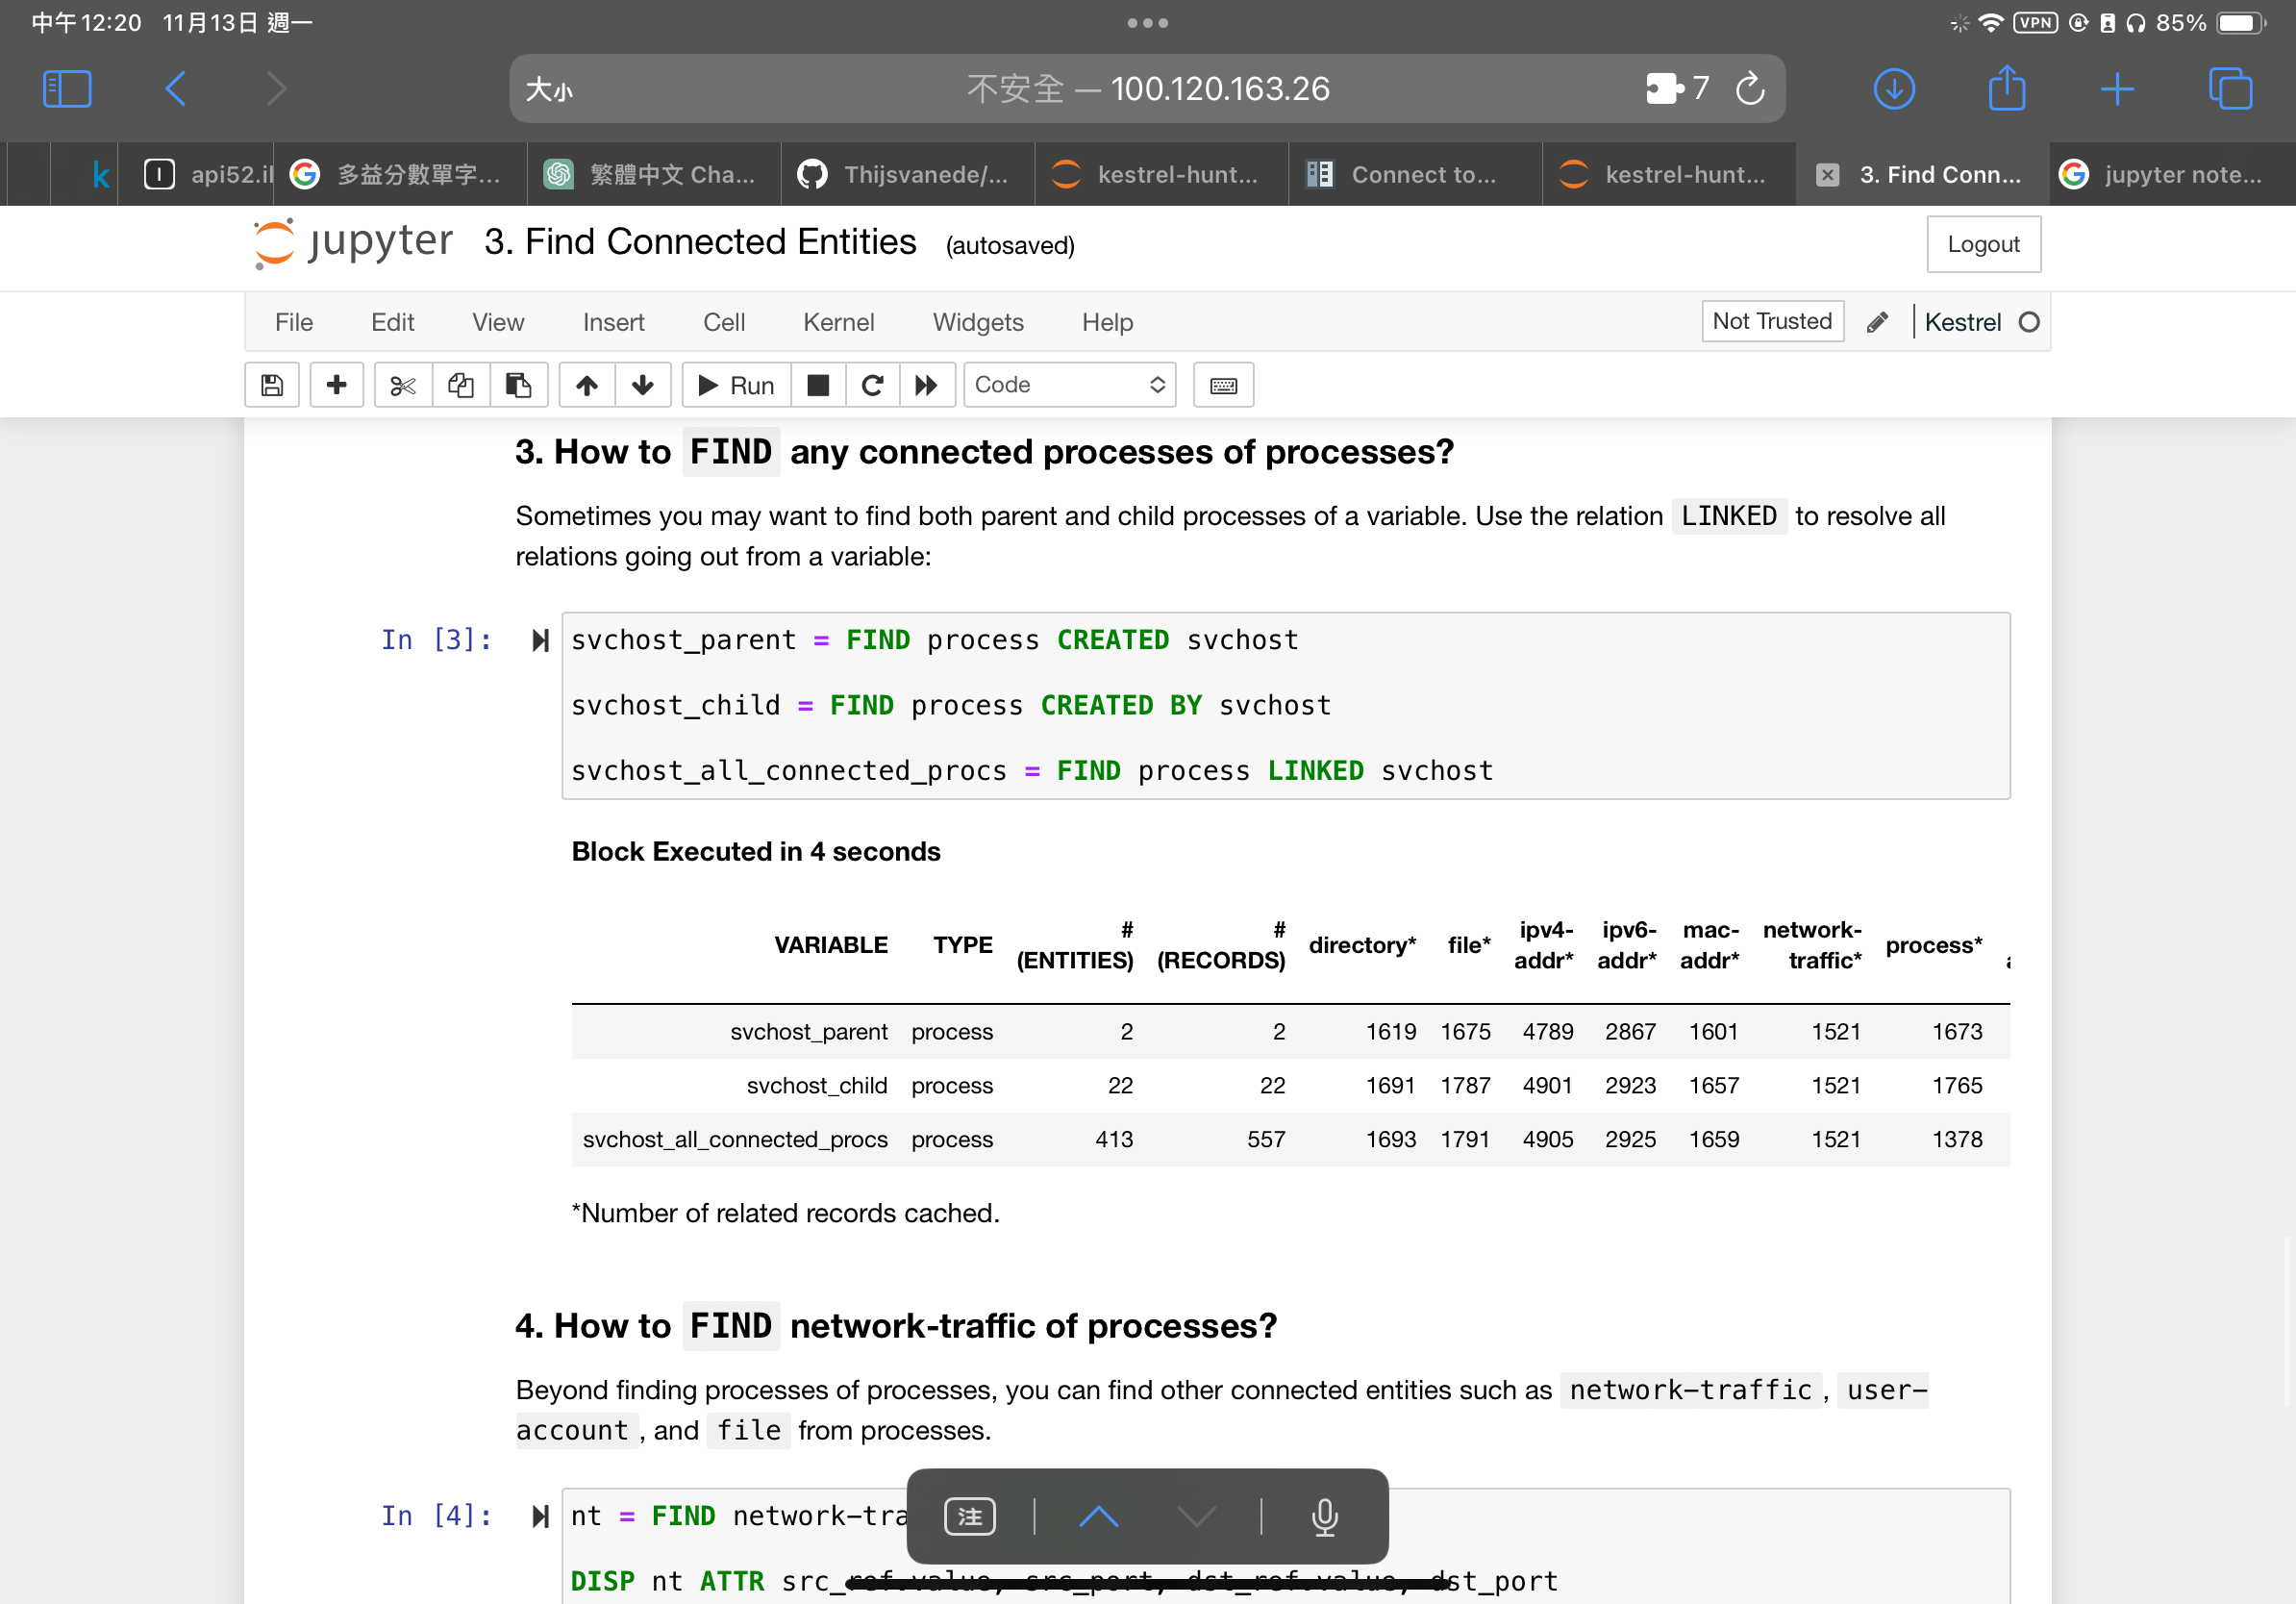 中午12:20 11月13日 週一
VPN 85%
大小 不安全 — 100.120.163.26 7
k
api52.il
多益分數單字...
繁體中文 Cha...
Thijsvanede/...
kestrel-hunt...
Connect to...
kestrel-hunt...
3. Find Conn...
jupyter note...
jupyter 3. Find Connected Entities (autosaved) Logout
File Edit View Insert Cell Kernel Widgets Help Not Trusted Kestrel
Run Code
3. How to FIND any connected processes of processes?
Sometimes you may want to find both parent and child processes of a variable. Use the relation LINKED to resolve all
relations going out from a variable:
In [3]: svchost_parent = FIND process CREATED svchost
svchost_child = FIND process CREATED BY svchost
svchost_all_connected_procs = FIND process LINKED svchost
Block Executed in 4 seconds
VARIABLE TYPE # (ENTITIES) # (RECORDS) directory* file* ipv4-addr* ipv6-addr* mac-addr* network-traffic* process*
svchost_parent process 2 2 1619 1675 4789 2867 1601 1521 1673
svchost_child process 22 22 1691 1787 4901 2923 1657 1521 1765
svchost_all_connected_procs process 413 557 1693 1791 4905 2925 1659 1521 1378
*Number of related records cached.
4. How to FIND network-traffic of processes?
Beyond finding processes of processes, you can find other connected entities such as network-traffic, user-
account, and file from processes.
In [4]: nt = FIND network-tra
注
DISP nt ATTR src_ref.value, src_port, dst_ref.value, dst_port